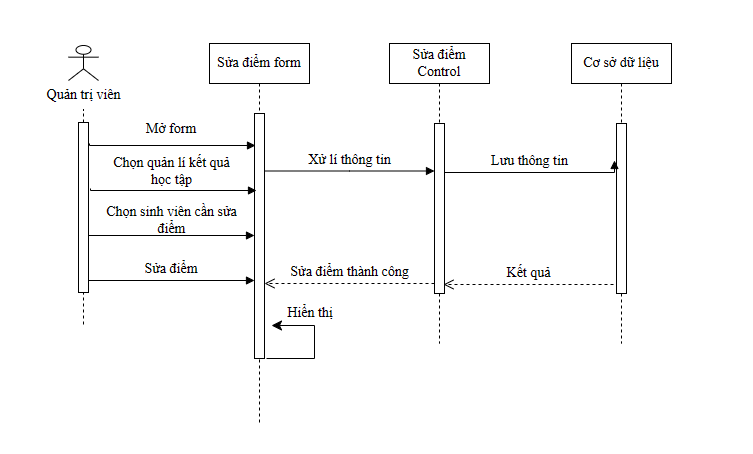 Quản trị viên
Sửa điểm form
Sửa điểm
Control
Cơ sở dữ liệu
Mở form
Chọn quản lí kết quả
học tập
Chọn sinh viên cần sửa
điểm
Sửa điểm
Xử lí thông tin
Lưu thông tin
Sửa điểm thành công
Kết quả
Hiển thị